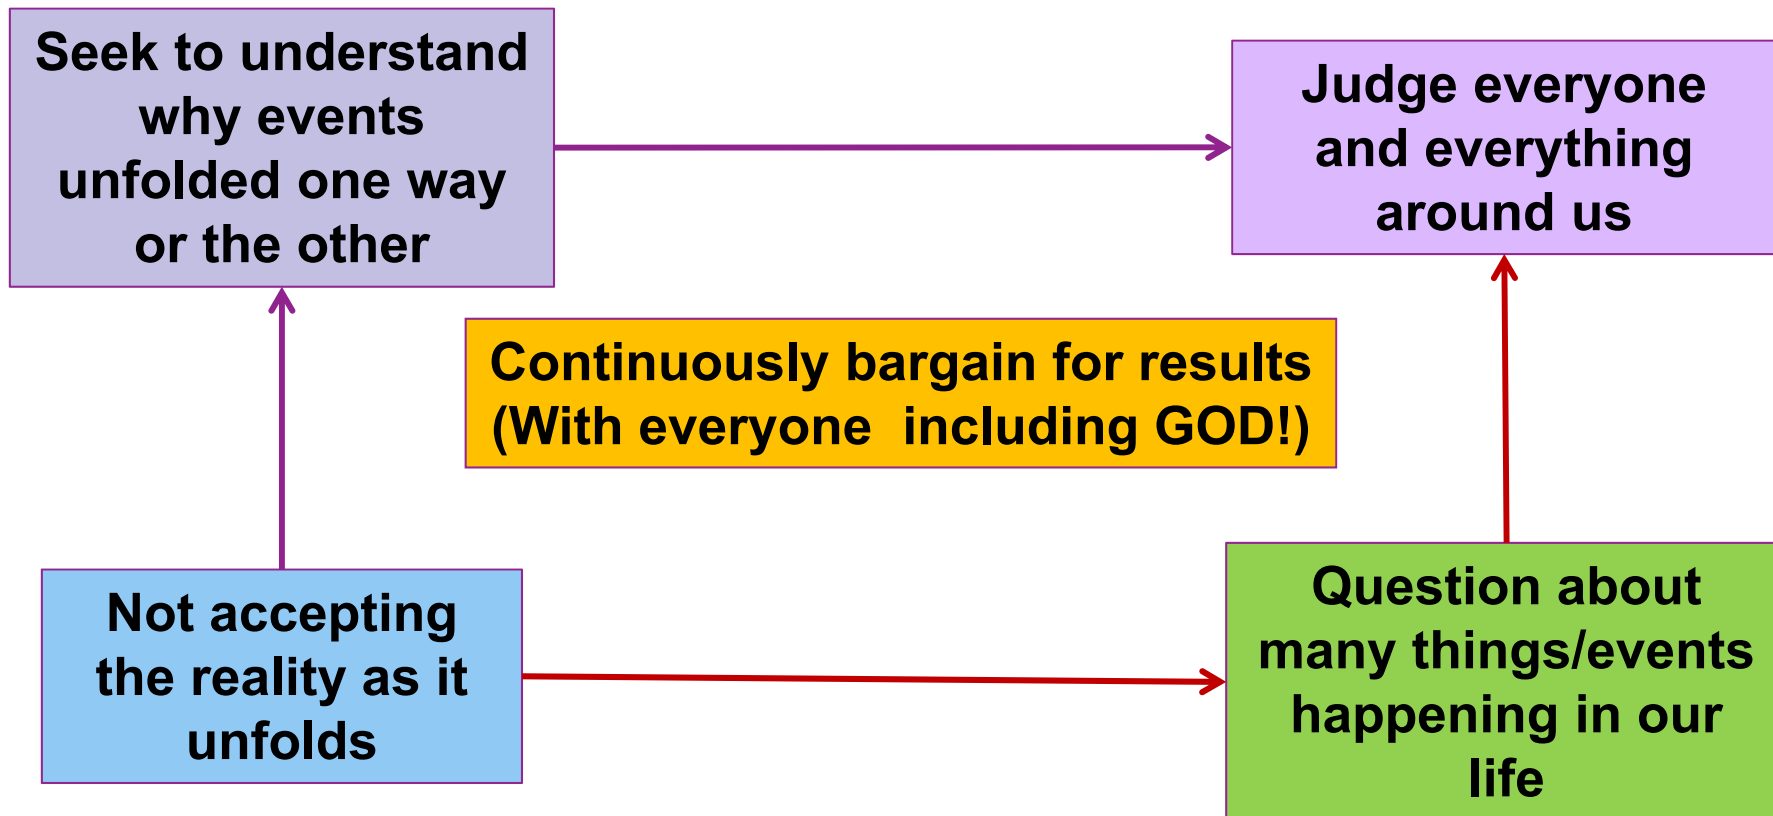 Seek to understand
why events
unfolded one way
or the other
Judge everyone
and everything
around us
Continuously bargain for results
(With everyone  including GOD!)
Not accepting
the reality as it
unfolds
Question about
many things/events
happening in our
life